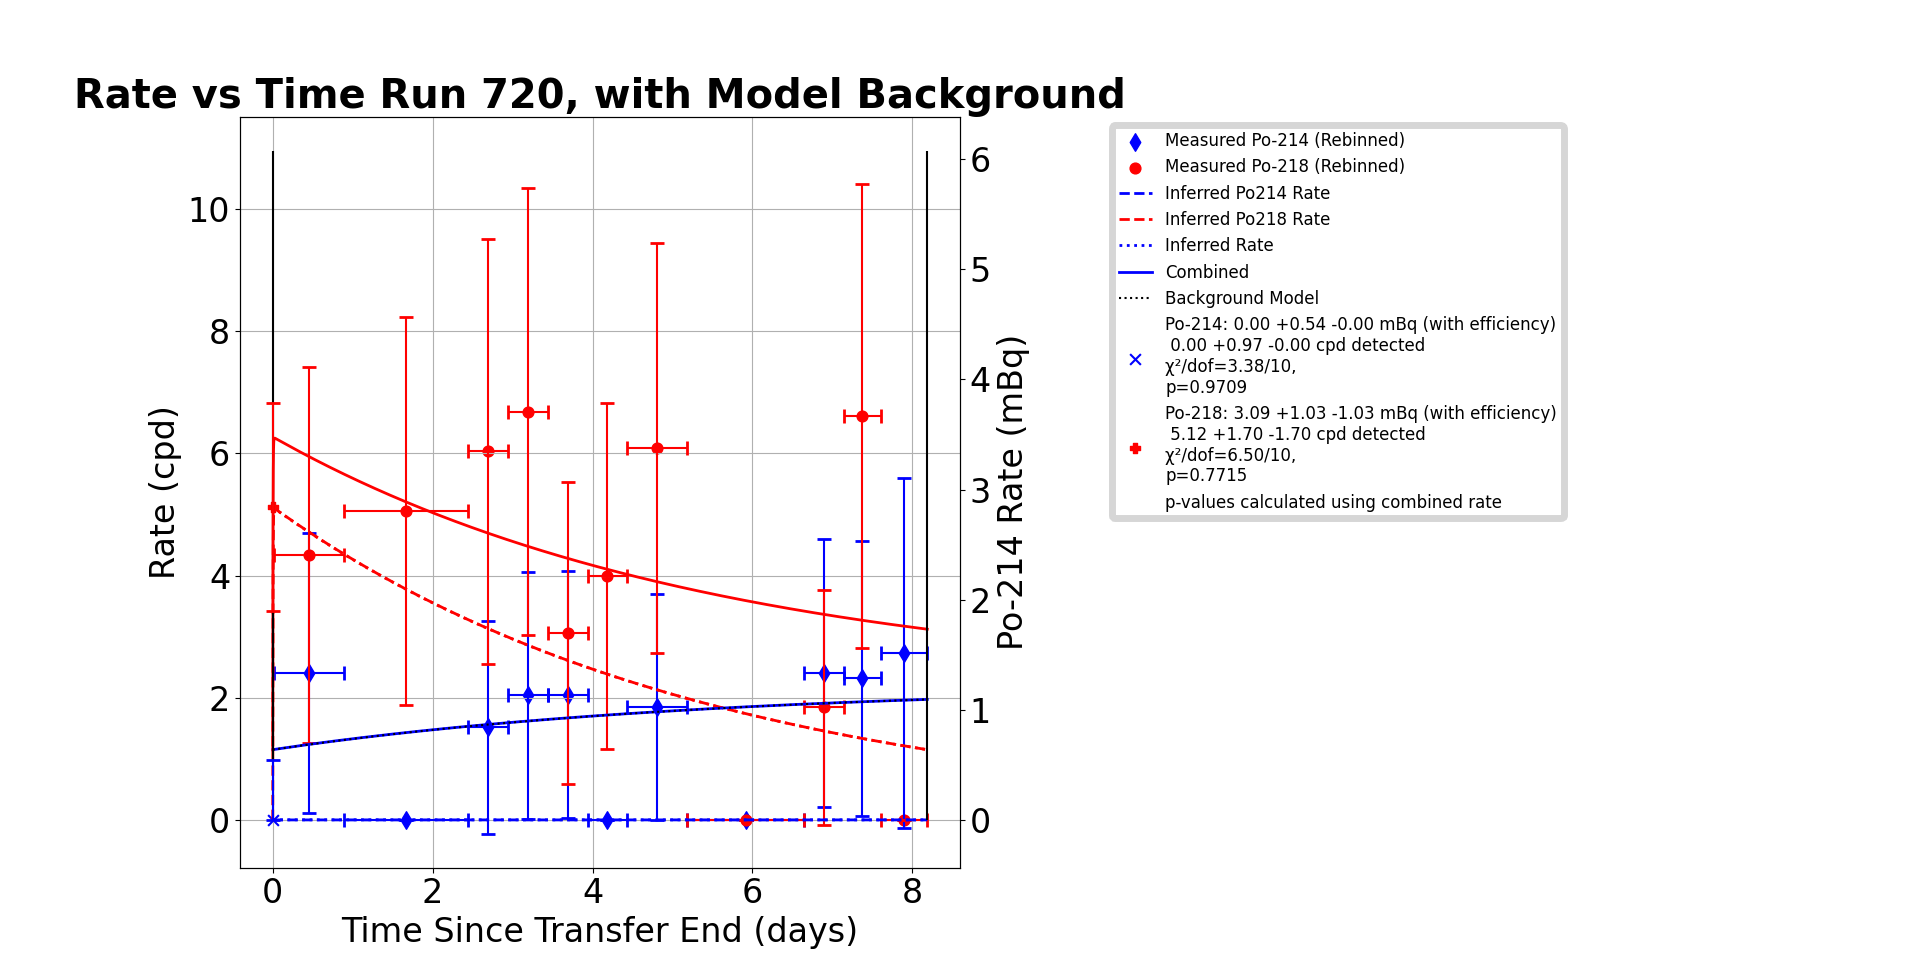 Rate vs Time Run 720, with Model Background
Rate (cpd)
10
8
6
4
2
0
0 2 4 6 8
Time Since Transfer End (days)
6
5
4
3
2
1
0
Po-214 Rate (mBq)
Measured Po-214 (Rebinned)
Measured Po-218 (Rebinned)
Inferred Po214 Rate
Inferred Po218 Rate
Inferred Rate
Combined
Background Model
Po-214: 0.00 +0.54 -0.00 mBq (with efficiency)
0.00 +0.97 -0.00 cpd detected
χ²/dof=3.38/10,
p=0.9709
Po-218: 3.09 +1.03 -1.03 mBq (with efficiency)
5.12 +1.70 -1.70 cpd detected
χ²/dof=6.50/10,
p=0.7715
p-values calculated using combined rate